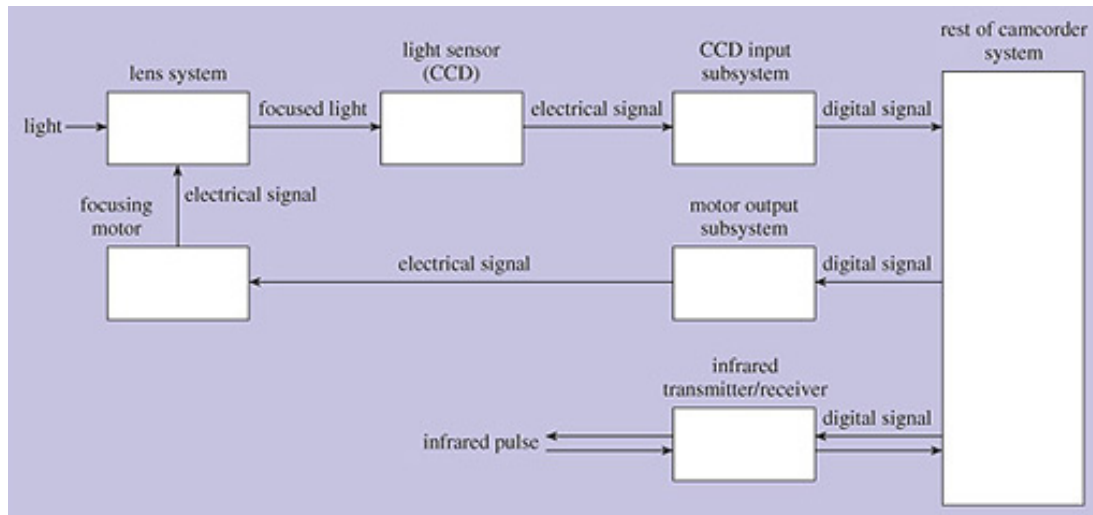 rest of camcorder
system
light sensor
(CCD)
CCD input
subsystem
lens system
light
focused light
electrical signal
digital signal
focusing
motor
electrical signal
motor output
subsystem
electrical signal
digital signal
infrared
transmitter/receiver
infrared pulse
digital signal